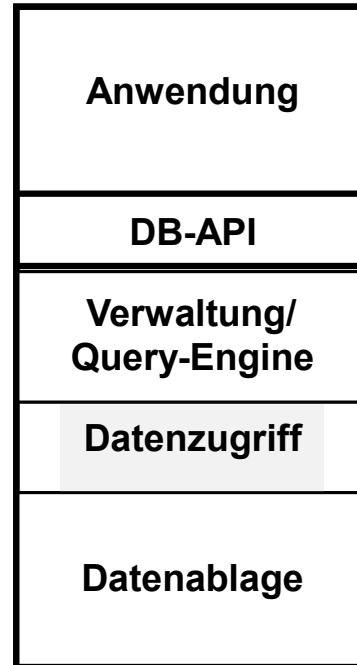 Anwendung
DB-API
Verwaltung/
Query-Engine
Datenzugriff
Datenablage